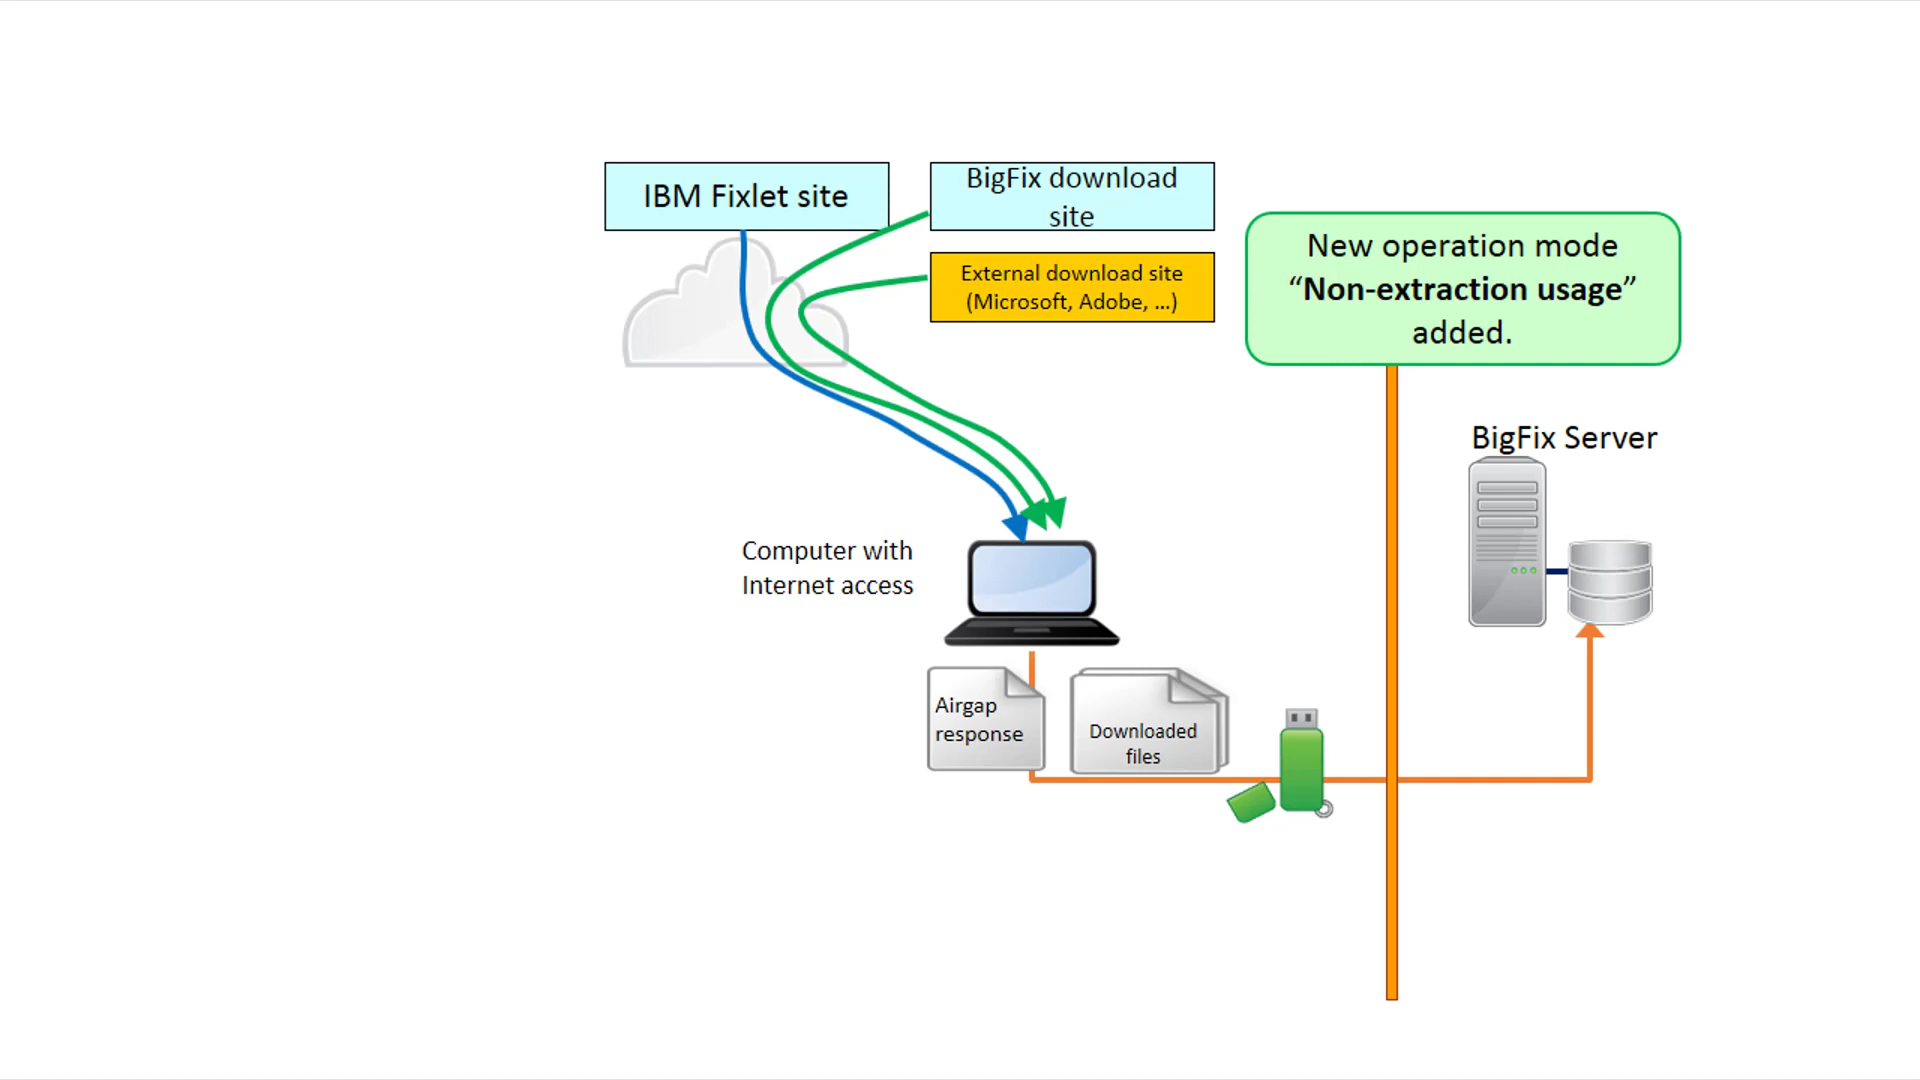 IBM Fixlet site
BigFix download
site
External download site
(Microsoft, Adobe, ...)
New operation mode
“Non-extraction usage”
added.
BigFix Server
Computer with
Internet access
Airgap
response
Downloaded
files